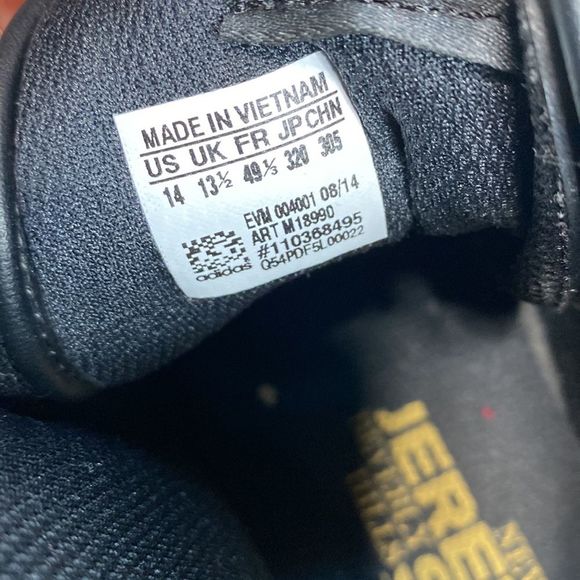 MADE IN VIETNAM
US UK FR JP CHN
14 13½ 49⅓ 320 305
EVM 004001 08/14
ART M18990
#110368495
adidas Q54PDF5L00022
JERE